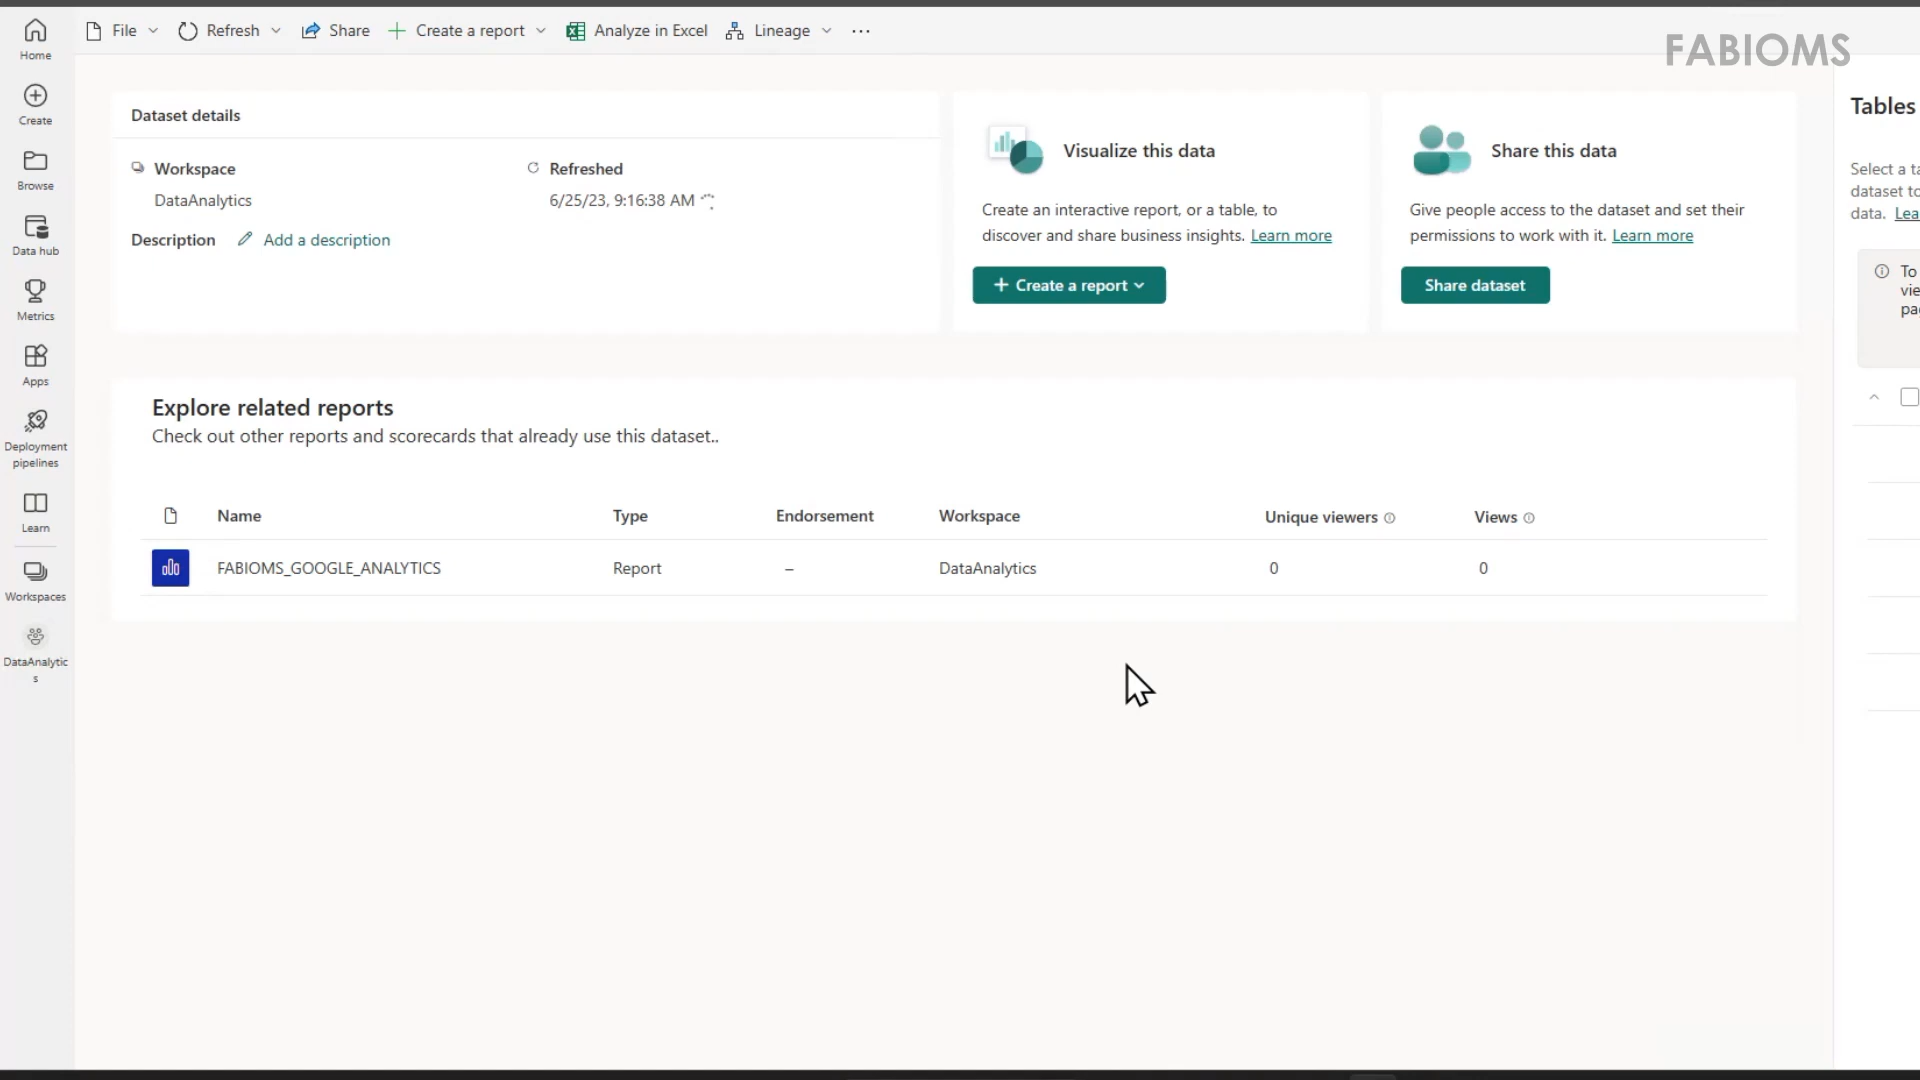 Home
Create
Browse
Data hub
Metrics
Apps
Deployment
pipelines
Learn
Workspaces
DataAnalytic
s
File Refresh Share Create a report Analyze in Excel Lineage ...
FABIOMS
Dataset details
Workspace
DataAnalytics
Refreshed
6/25/23, 9:16:38 AM
Description Add a description
Visualize this data
Create an interactive report, or a table, to
discover and share business insights. Learn more
+ Create a report
Share this data
Give people access to the dataset and set their
permissions to work with it. Learn more
Share dataset
Explore related reports
Check out other reports and scorecards that already use this dataset..
Name Type Endorsement Workspace Unique viewers Views
FABIOMS_GOOGLE_ANALYTICS Report – DataAnalytics 0 0
Tables
Select a
dataset
data.
To